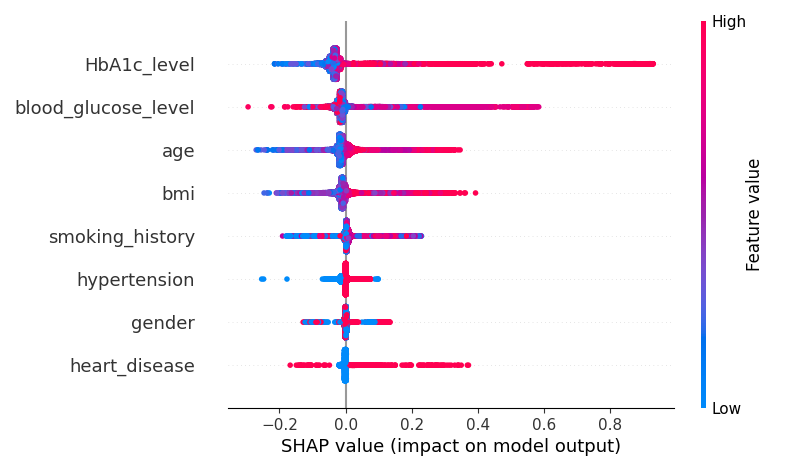 High
HbA1c_level
blood_glucose_level
age
bmi
smoking_history
hypertension
gender
heart_disease
Feature value
Low
−0.2 0.0 0.2 0.4 0.6 0.8
SHAP value (impact on model output)